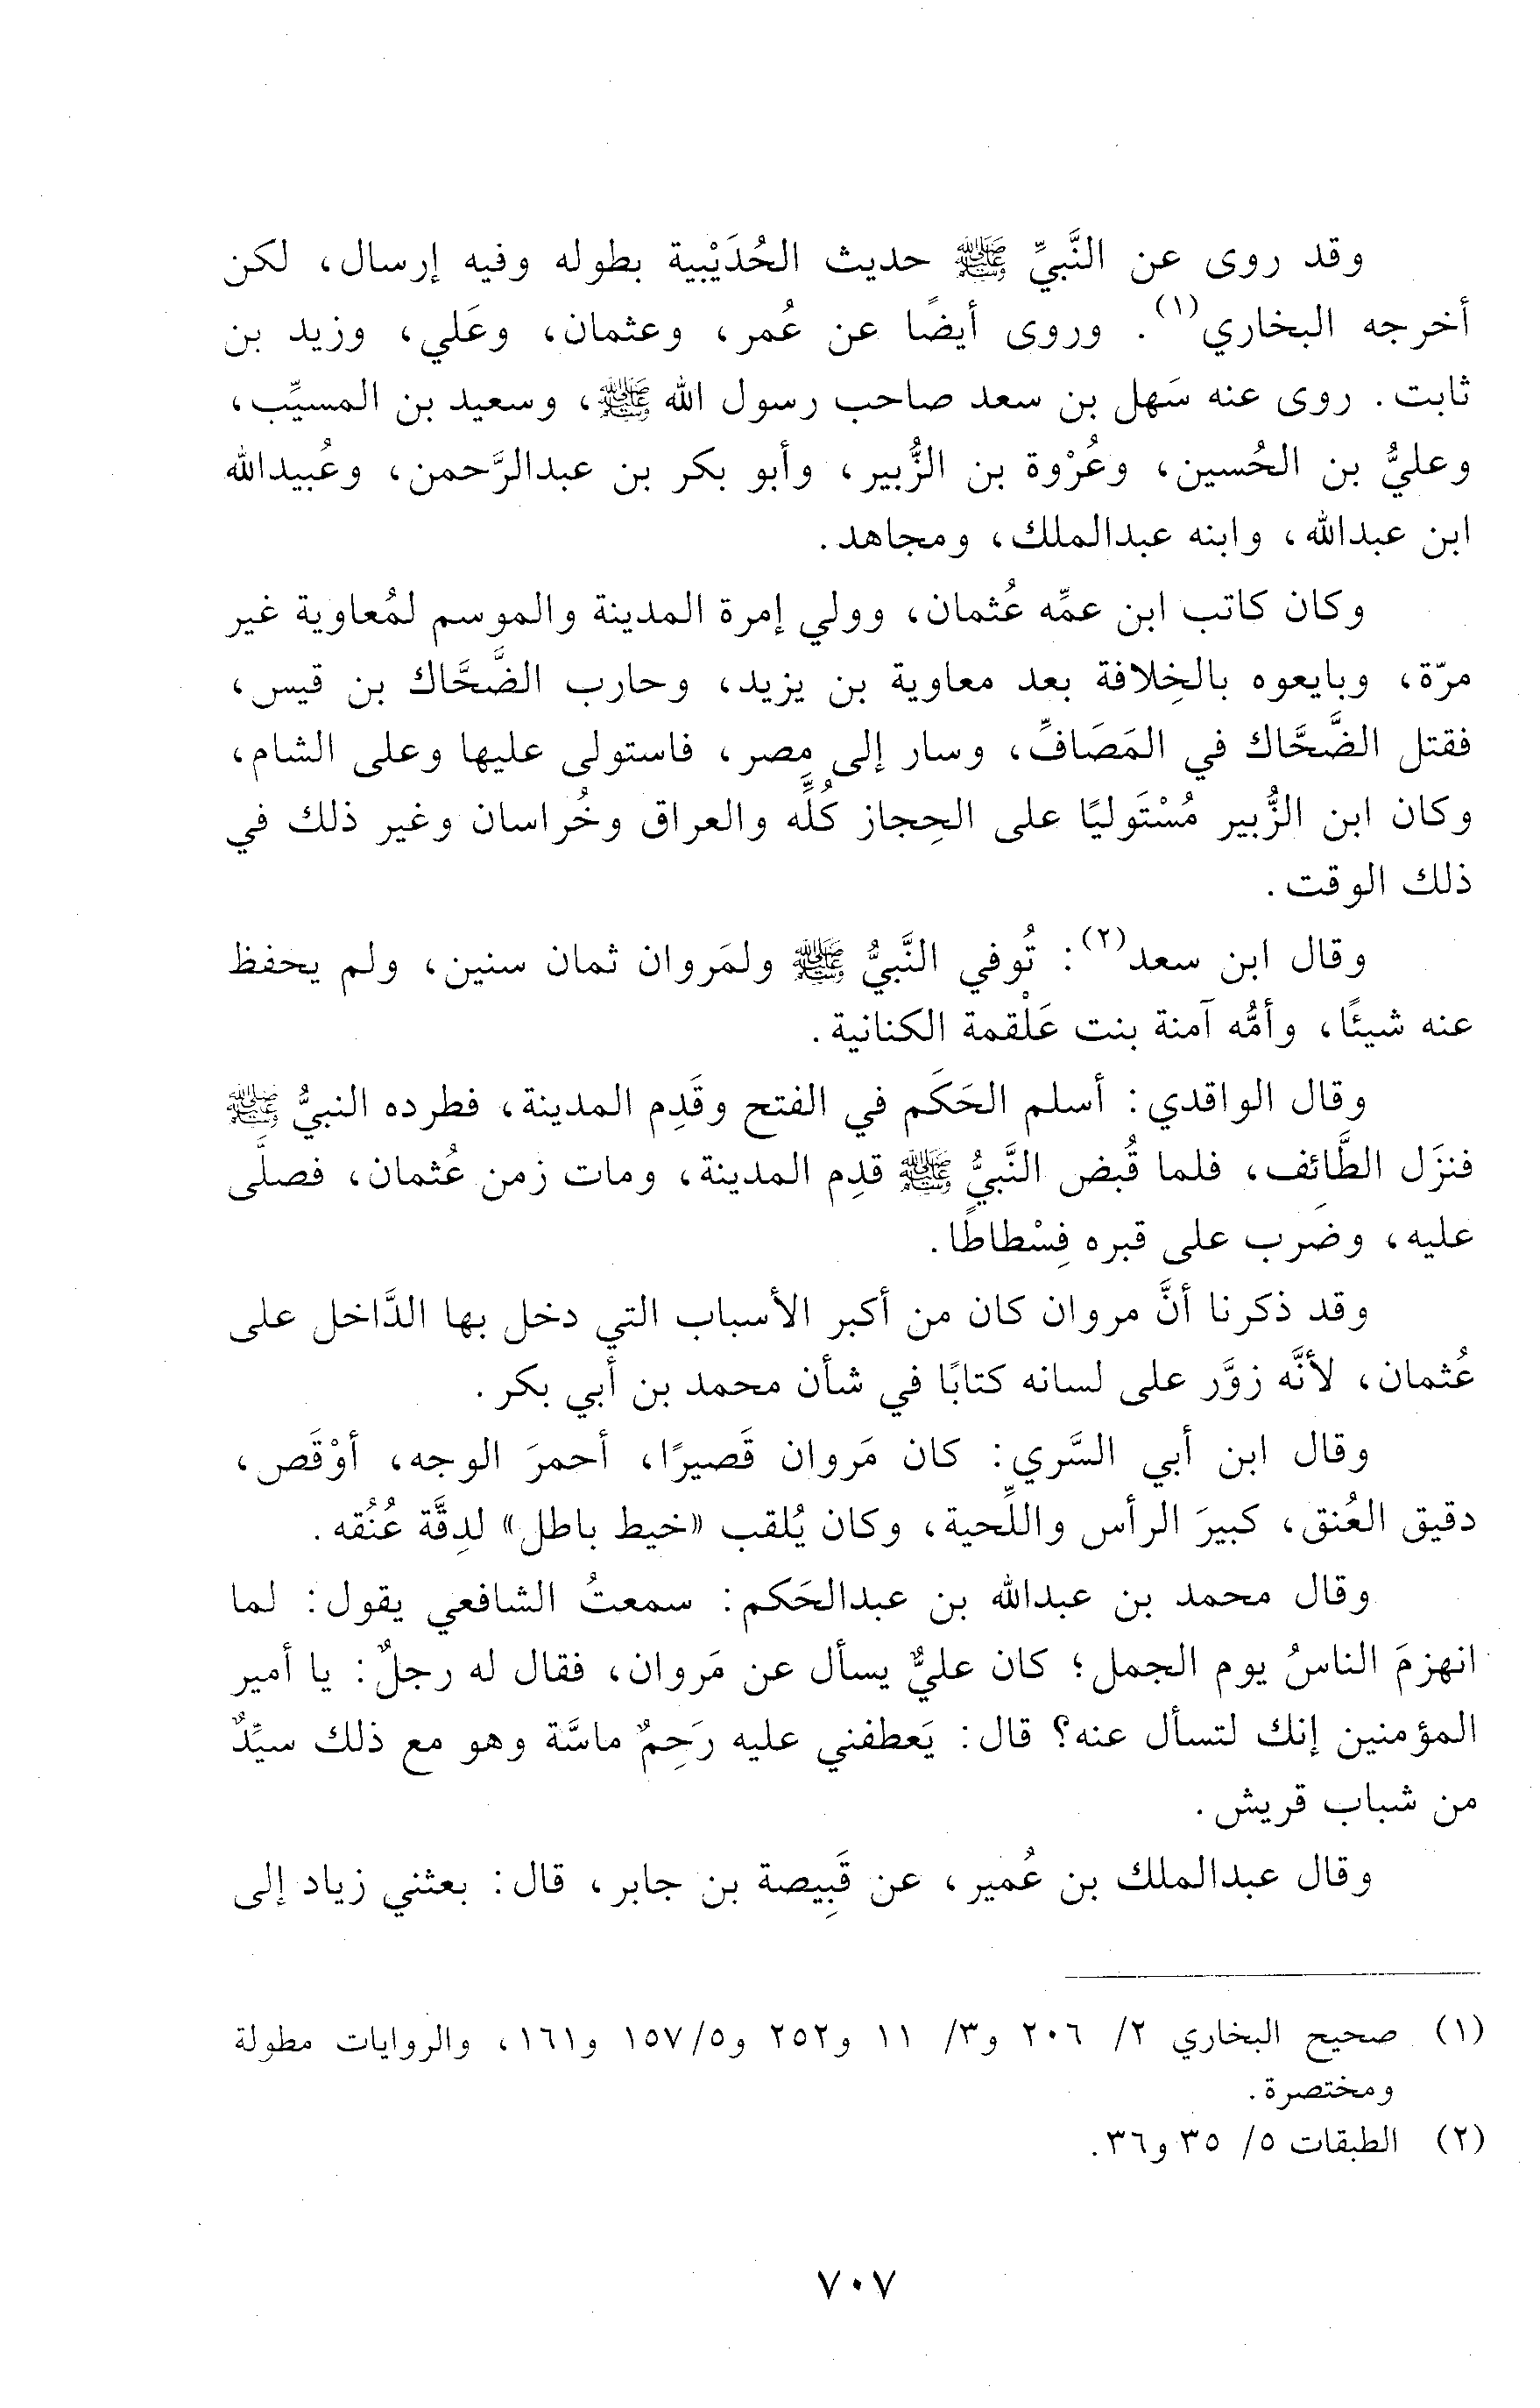 وقد روى عن النَّبيِّ ﷺ حديث الحُدَيْبية بطوله وفيه إرسال، لكن
أخرجه البخاري(١). وروى أيضًا عن عُمر، وعثمان، وعَلي، وزيد بن
ثابت. روى عنه سَهل بن سعد صاحب رسول الله ﷺ، وسعيد بن المسيِّب،
وعليُّ بن الحُسين، وعُرْوة بن الزُّبير، وأبو بكر بن عبدالرَّحمن، وعُبيدالله
ابن عبدالله، وابنه عبدالملك، ومجاهد.
وكان كاتب ابن عمِّه عُثمان، وولي إمرة المدينة والموسم لمُعاوية غير
مرّة، وبايعوه بالخِلافة بعد معاوية بن يزيد، وحارب الضَّحَّاك بن قيس،
فقتل الضَّحَّاك في المَصَافِّ، وسار إلى مِصر، فاستولى عليها وعلى الشام،
وكان ابن الزُّبير مُسْتَوليًا على الحِجاز كُلِّه والعراق وخُراسان وغير ذلك في
ذلك الوقت.
وقال ابن سعد(٢): تُوفي النَّبيُّ ﷺ ولمَروان ثمان سنين، ولم يحفظ
عنه شيئًا، وأمُّه آمنة بنت عَلْقمة الكنانية.
وقال الواقدي: أسلم الحَكَم في الفتح وقَدِم المدينة، فطرده النبيُّ ﷺ
فنزَل الطَّائف، فلما قُبض النَّبيُّ ﷺ قدِم المدينة، ومات زمن عُثمان، فصلَّى
عليه، وضَرب على قبره فِسْطاطًا.
وقد ذكرنا أنَّ مروان كان من أكبر الأسباب التي دخل بها الدَّاخل على
عُثمان، لأنَّه زوَّر على لسانه كتابًا في شأن محمد بن أبي بكر.
وقال ابن أبي السَّري: كان مَروان قَصيرًا، أحمرَ الوجه، أوْقَص،
دقيق العُنق، كبيرَ الرأس واللِّحية، وكان يُلقب «خيط باطل» لدِقَّة عُنُقه.
وقال محمد بن عبدالله بن عبدالحَكم: سمعتُ الشافعي يقول: لما
انهزمَ الناسُ يوم الجمل؛ كان عليٌّ يسأل عن مَروان، فقال له رجلٌ: يا أمير
المؤمنين إنك لتسأل عنه؟ قال: يَعطفني عليه رَحِمٌ ماسَّة وهو مع ذلك سيِّدٌ
من شباب قريش.
وقال عبدالملك بن عُمير، عن قَبِيصة بن جابر، قال: بعثني زياد إلى
(١) صحيح البخاري ٢/ ٢٠٦ و٣/ ١١ و٢٥٢ و٥/١٥٧ و١٦١، والروايات مطولة
ومختصرة.
(٢) الطبقات ٥/ ٣٥ و٣٦.
٧٠٧